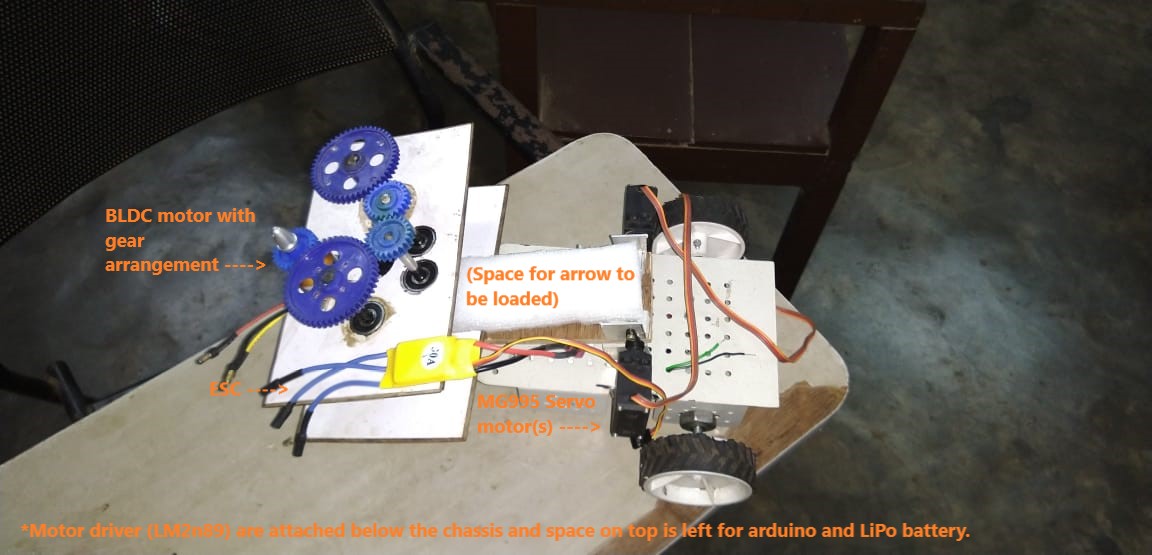 BLDC motor with
gear
arrangement ---->
(Space for arrow to
be loaded)
30A
ESC ---->
MG995 Servo
motor(s) ---->
*Motor driver (LM2n89) are attached below the chassis and space on top is left for arduino and LiPo battery.